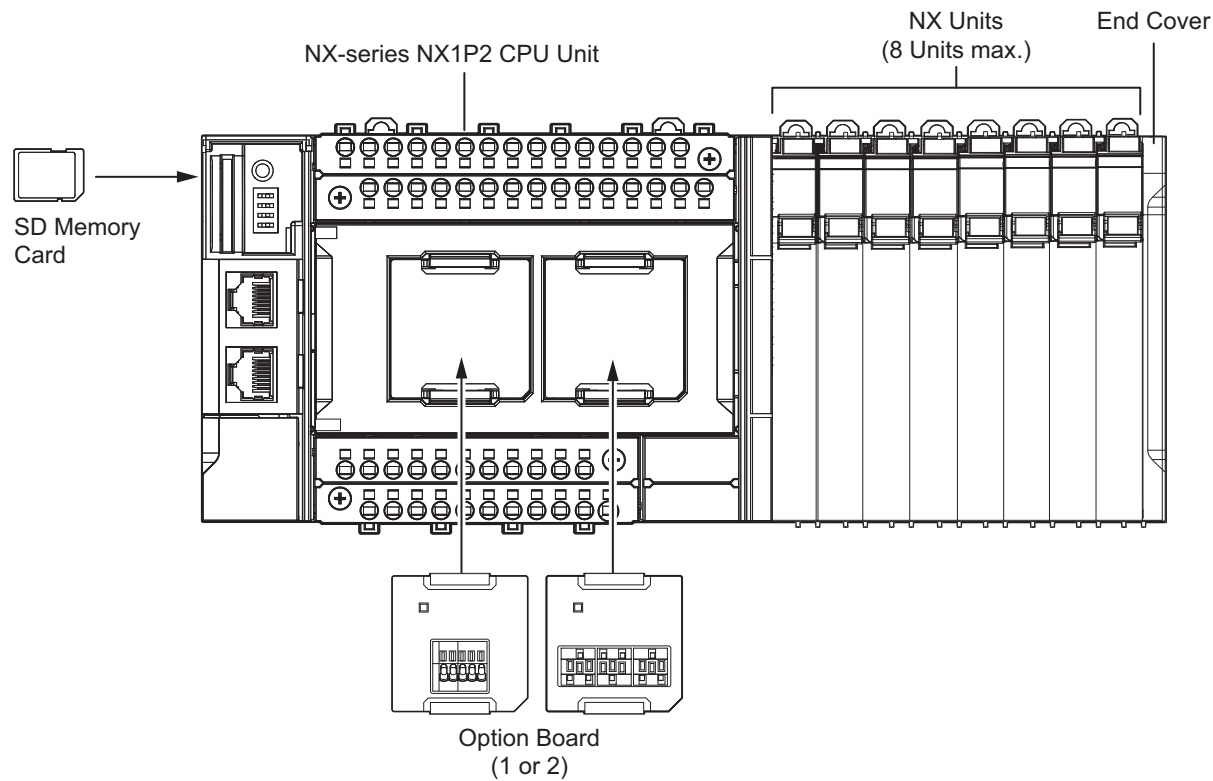 NX Units
(8 Units max.)
End Cover
NX-series NX1P2 CPU Unit
SD Memory
Card
Option Board
(1 or 2)